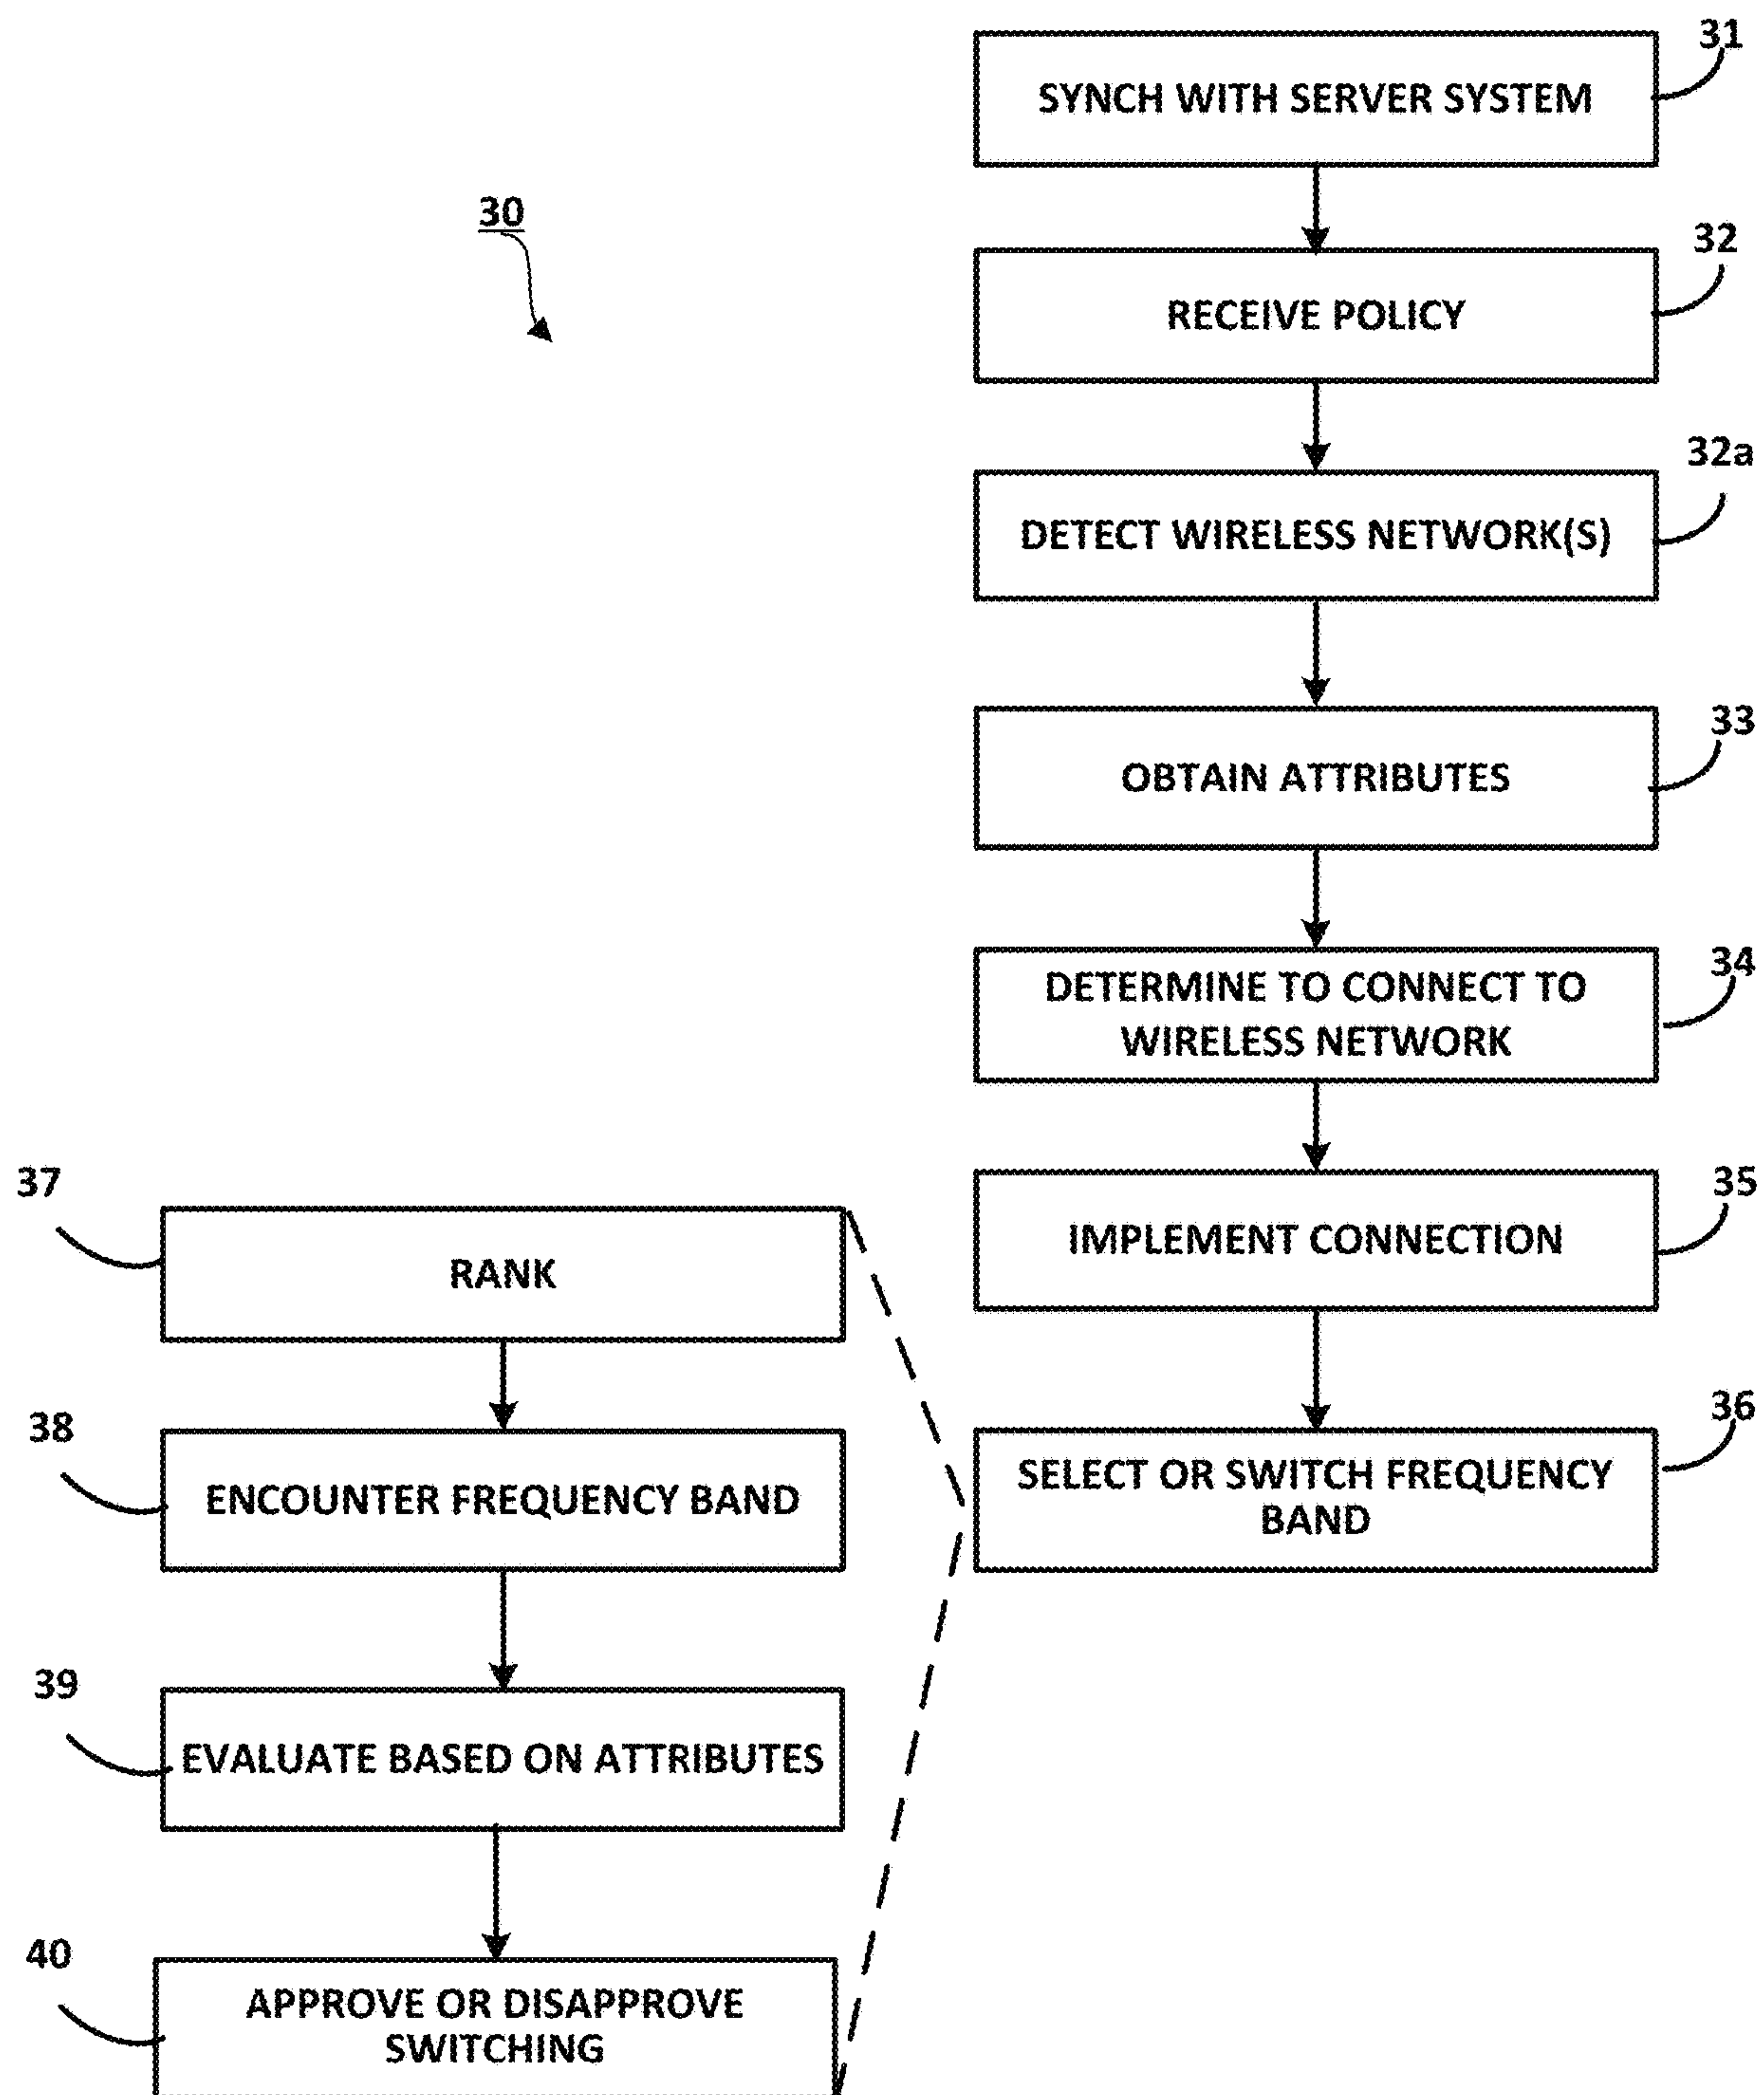 31
SYNCH WITH SERVER SYSTEM
30
32
RECEIVE POLICY
32a
DETECT WIRELESS NETWORK(S)
33
OBTAIN ATTRIBUTES
34
DETERMINE TO CONNECT TO
WIRELESS NETWORK
35
IMPLEMENT CONNECTION
36
SELECT OR SWITCH FREQUENCY
BAND
37
RANK
38
ENCOUNTER FREQUENCY BAND
39
EVALUATE BASED ON ATTRIBUTES
40
APPROVE OR DISAPPROVE
SWITCHING